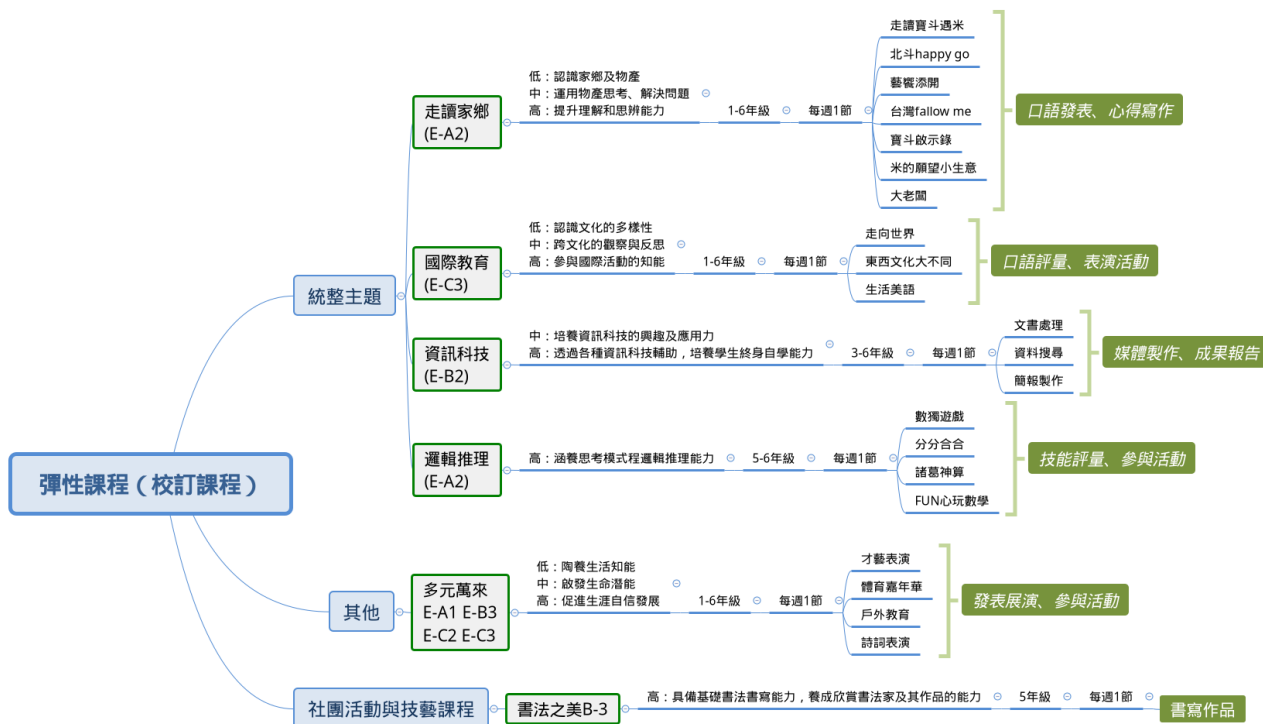 彈性課程（校訂課程）
統整主題
走讀家鄉
(E-A2)
低：認識家鄉及物產
中：運用物產思考、解決問題
高：提升理解和思辨能力
1-6年級
每週1節
走讀寶斗遇米
北斗happy go
藝饗添開
台灣fallow me
寶斗啟示錄
米的願望小生意
大老闆
口語發表、心得寫作
國際教育
(E-C3)
低：認識文化的多樣性
中：跨文化的觀察與反思
高：參與國際活動的知能
1-6年級
每週1節
走向世界
東西文化大不同
生活美語
口語評量、表演活動
資訊科技
(E-B2)
中：培養資訊科技的興趣及應用力
高：透過各種資訊科技輔助，培養學生終身自學能力
3-6年級
每週1節
文書處理
資料搜尋
簡報製作
媒體製作、成果報告
邏輯推理
(E-A2)
高：涵養思考模式程邏輯推理能力
5-6年級
每週1節
數獨遊戲
分分合合
諸葛神算
FUN心玩數學
技能評量、參與活動
其他
多元萬來
E-A1 E-B3
E-C2 E-C3
低：陶養生活知能
中：啟發生命潛能
高：促進生涯自信發展
1-6年級
每週1節
才藝表演
體育嘉年華
戶外教育
詩詞表演
發表展演、參與活動
社團活動與技藝課程
書法之美B-3
高：具備基礎書法書寫能力，養成欣賞書法家及其作品的能力
5年級
每週1節
書寫作品